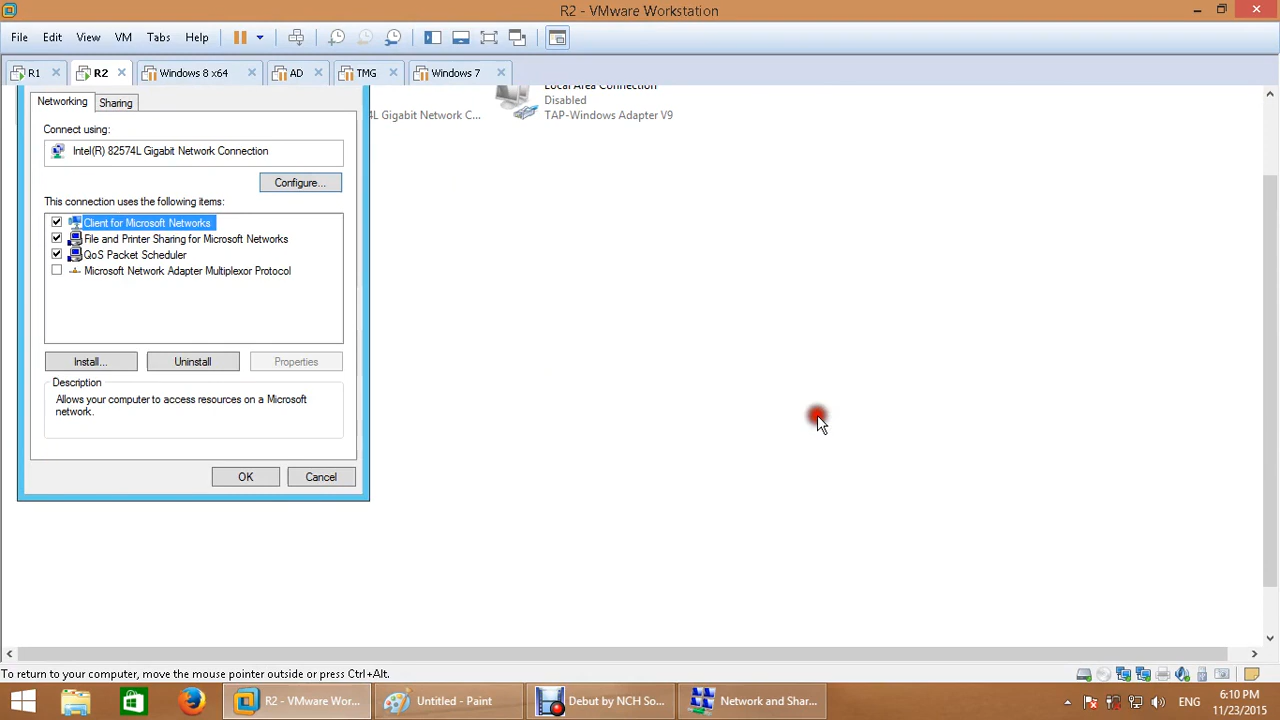 R2 - VMware Workstation
File Edit View VM Tabs Help
R1 R2 Windows 8 x64 AD TMG Windows 7
Local Area Connection
Disabled
4L Gigabit Network C... TAP-Windows Adapter V9
Networking Sharing
Connect using:
Intel(R) 82574L Gigabit Network Connection
Configure...
This connection uses the following items:
Client for Microsoft Networks
File and Printer Sharing for Microsoft Networks
QoS Packet Scheduler
Microsoft Network Adapter Multiplexor Protocol
Install... Uninstall Properties
Description
Allows your computer to access resources on a Microsoft
network.
OK Cancel
To return to your computer, move the mouse pointer outside or press Ctrl+Alt.
R2 - VMware Wor... Untitled - Paint Debut by NCH So... Network and Shar... ENG
6:10 PM
11/23/2015